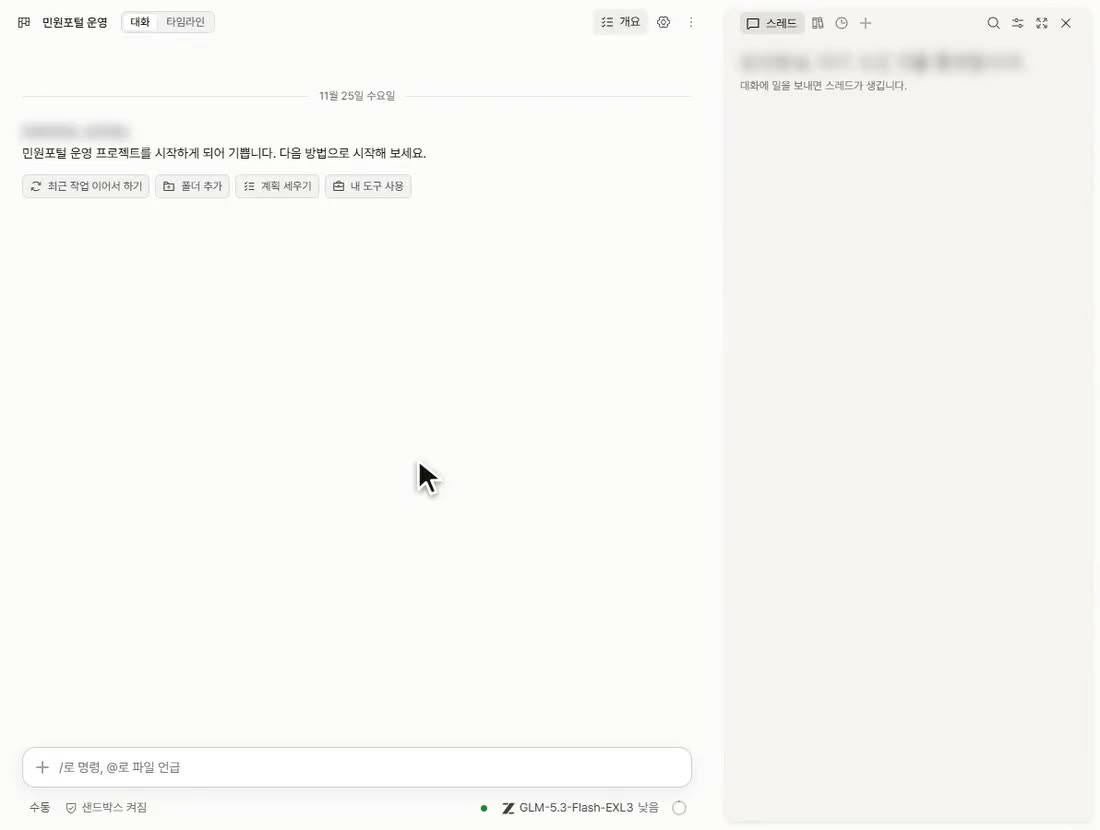 민원포털 운영 대화 타임라인 개요
11월 25일 수요일
민원포털 운영 프로젝트를 시작하게 되어 기쁩니다. 다음 방법으로 시작해 보세요.
최근 작업 이어서 하기 폴더 추가 계획 세우기 내 도구 사용
/로 명령, @로 파일 언급
수동 샌드박스 켜짐 GLM-5.3-Flash-EXL3 낮음
스레드
대화에 일을 보내면 스레드가 생깁니다.